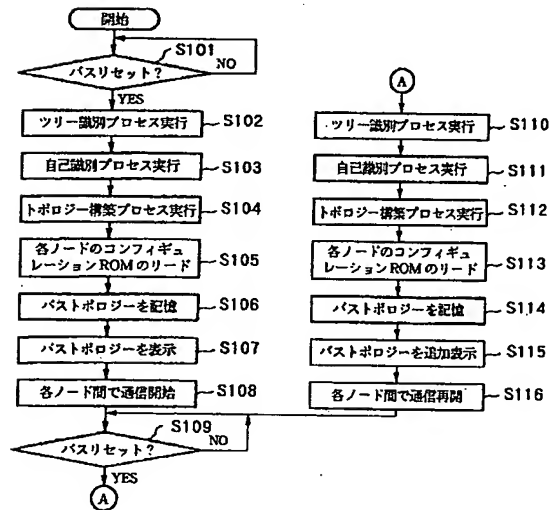 開始
S101
バスリセット?
NO
YES
ツリー識別プロセス実行
S102
自己識別プロセス実行
S103
トポロジー構築プロセス実行
S104
各ノードのコンフィギュ
レーションROMのリード
S105
バストポロジーを記憶
S106
バストポロジーを表示
S107
各ノード間で通信開始
S108
S109
バスリセット?
NO
YES
A
A
ツリー識別プロセス実行
S110
自己識別プロセス実行
S111
トポロジー構築プロセス実行
S112
各ノードのコンフィギュ
レーションROMのリード
S113
バストポロジーを記憶
S114
バストポロジーを追加表示
S115
各ノード間で通信再開
S116